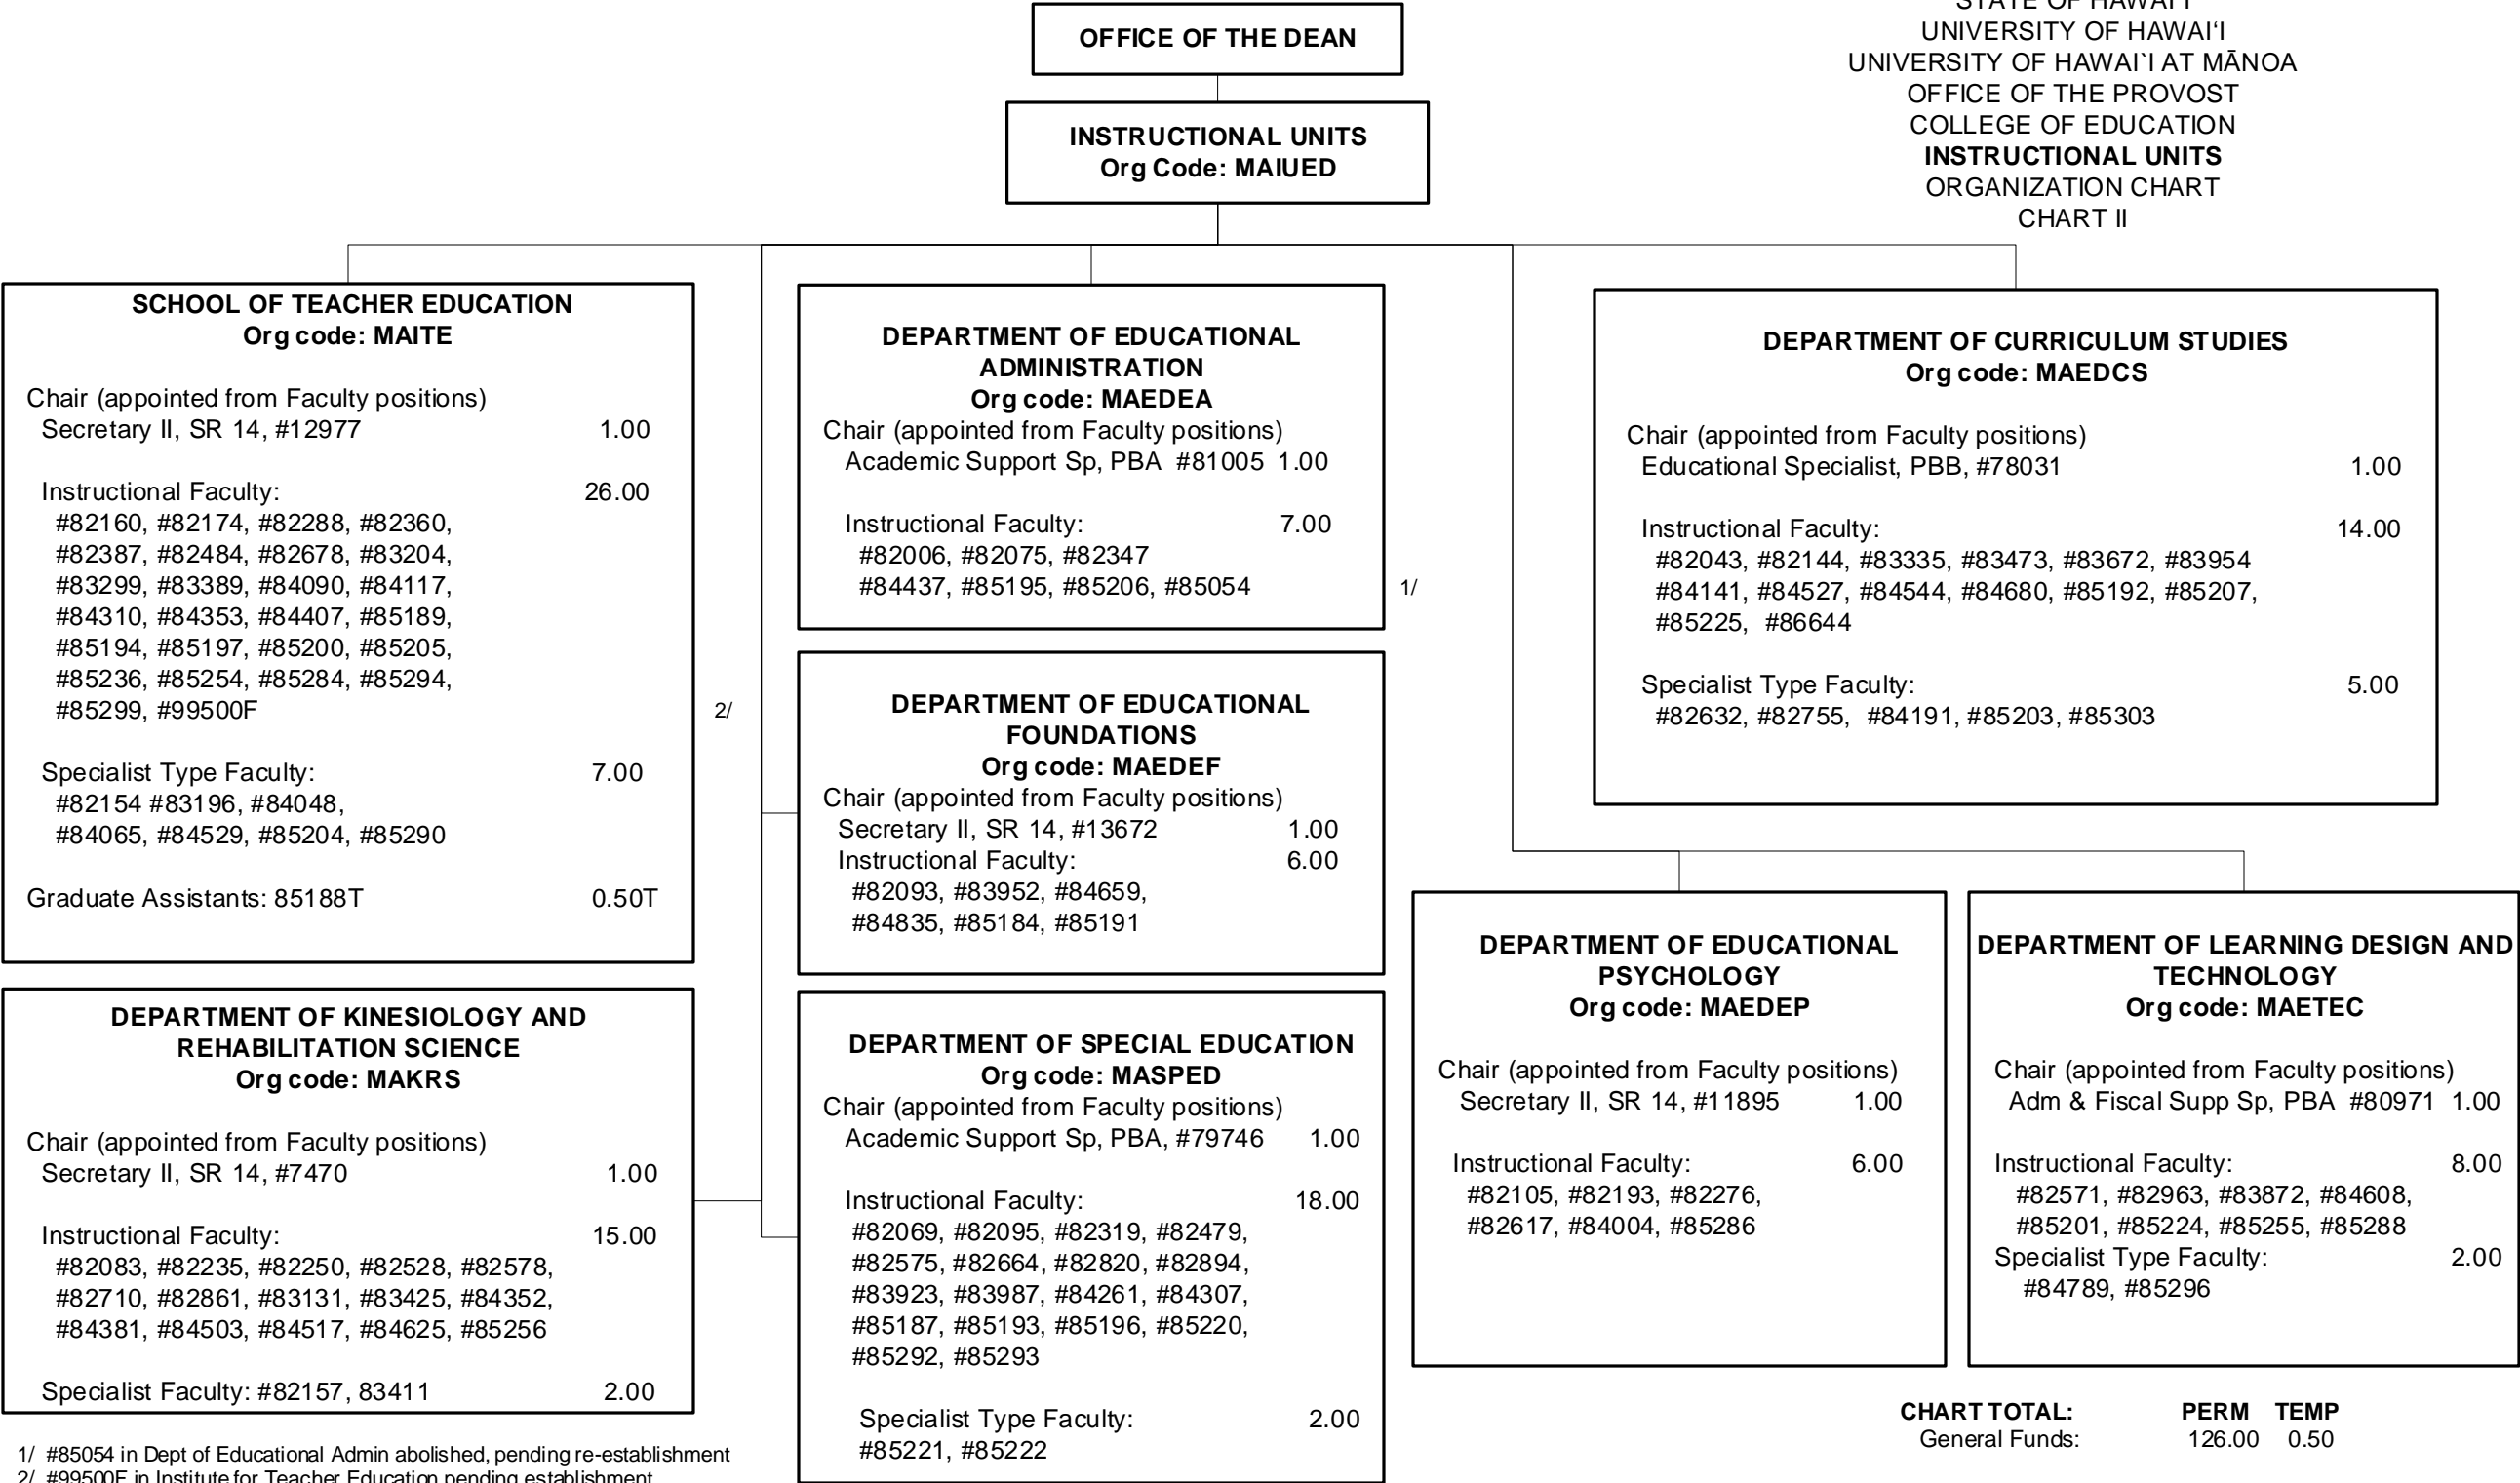 OFFICE OF THE DEAN
INSTRUCTIONAL UNITS
Org Code: MAIUED
STATE OF HAWAI'I
UNIVERSITY OF HAWAI‘I
UNIVERSITY OF HAWAI`I AT MĀNOA
OFFICE OF THE PROVOST
COLLEGE OF EDUCATION
INSTRUCTIONAL UNITS
ORGANIZATION CHART
CHART II
SCHOOL OF TEACHER EDUCATION
Org code: MAITE
Chair (appointed from Faculty positions)
Secretary II, SR 14, #12977 1.00
Instructional Faculty: 26.00
#82160, #82174, #82288, #82360,
#82387, #82484, #82678, #83204,
#83299, #83389, #84090, #84117,
#84310, #84353, #84407, #85189,
#85194, #85197, #85200, #85205,
#85236, #85254, #85284, #85294,
#85299, #99500F 2/
Specialist Type Faculty: 7.00
#82154 #83196, #84048,
#84065, #84529, #85204, #85290
Graduate Assistants: 85188T 0.50T
DEPARTMENT OF KINESIOLOGY AND
REHABILITATION SCIENCE
Org code: MAKRS
Chair (appointed from Faculty positions)
Secretary II, SR 14, #7470 1.00
Instructional Faculty: 15.00
#82083, #82235, #82250, #82528, #82578,
#82710, #82861, #83131, #83425, #84352,
#84381, #84503, #84517, #84625, #85256
Specialist Faculty: #82157, 83411 2.00
DEPARTMENT OF EDUCATIONAL
ADMINISTRATION
Org code: MAEDEA
Chair (appointed from Faculty positions)
Academic Support Sp, PBA #81005 1.00
Instructional Faculty: 7.00
#82006, #82075, #82347
#84437, #85195, #85206, #85054 1/
DEPARTMENT OF EDUCATIONAL
FOUNDATIONS
Org code: MAEDEF
Chair (appointed from Faculty positions)
Secretary II, SR 14, #13672 1.00
Instructional Faculty: 6.00
#82093, #83952, #84659,
#84835, #85184, #85191
DEPARTMENT OF SPECIAL EDUCATION
Org code: MASPED
Chair (appointed from Faculty positions)
Academic Support Sp, PBA, #79746 1.00
Instructional Faculty: 18.00
#82069, #82095, #82319, #82479,
#82575, #82664, #82820, #82894,
#83923, #83987, #84261, #84307,
#85187, #85193, #85196, #85220,
#85292, #85293
Specialist Type Faculty: 2.00
#85221, #85222
DEPARTMENT OF CURRICULUM STUDIES
Org code: MAEDCS
Chair (appointed from Faculty positions)
Educational Specialist, PBB, #78031 1.00
Instructional Faculty: 14.00
#82043, #82144, #83335, #83473, #83672, #83954
#84141, #84527, #84544, #84680, #85192, #85207,
#85225, #86644
Specialist Type Faculty: 5.00
#82632, #82755, #84191, #85203, #85303
DEPARTMENT OF EDUCATIONAL
PSYCHOLOGY
Org code: MAEDEP
Chair (appointed from Faculty positions)
Secretary II, SR 14, #11895 1.00
Instructional Faculty: 6.00
#82105, #82193, #82276,
#82617, #84004, #85286
DEPARTMENT OF LEARNING DESIGN AND
TECHNOLOGY
Org code: MAETEC
Chair (appointed from Faculty positions)
Adm & Fiscal Supp Sp, PBA #80971 1.00
Instructional Faculty: 8.00
#82571, #82963, #83872, #84608,
#85201, #85224, #85255, #85288
Specialist Type Faculty: 2.00
#84789, #85296
CHART TOTAL: PERM TEMP
General Funds: 126.00 0.50
1/ #85054 in Dept of Educational Admin abolished, pending re-establishment
2/ #99500F in Institute for Teacher Education pending establishment